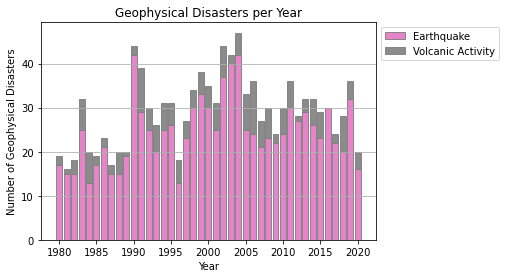 Geophysical Disasters per Year
Earthquake
Volcanic Activity
Number of Geophysical Disasters
40
30
20
10
0
1980 1985 1990 1995 2000 2005 2010 2015 2020
Year